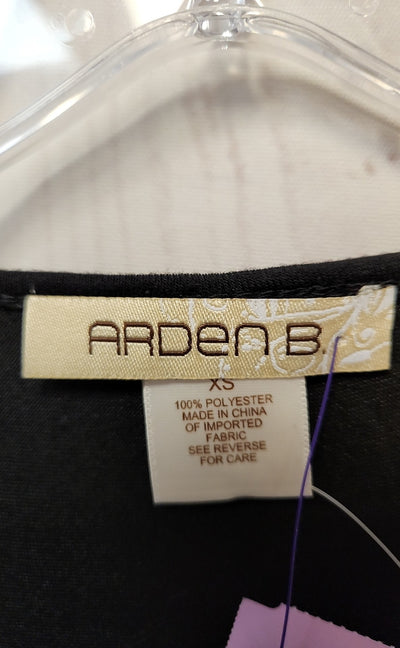 ARDEN B.
XS
100% POLYESTER
MADE IN CHINA
OF IMPORTED
FABRIC
SEE REVERSE
FOR CARE